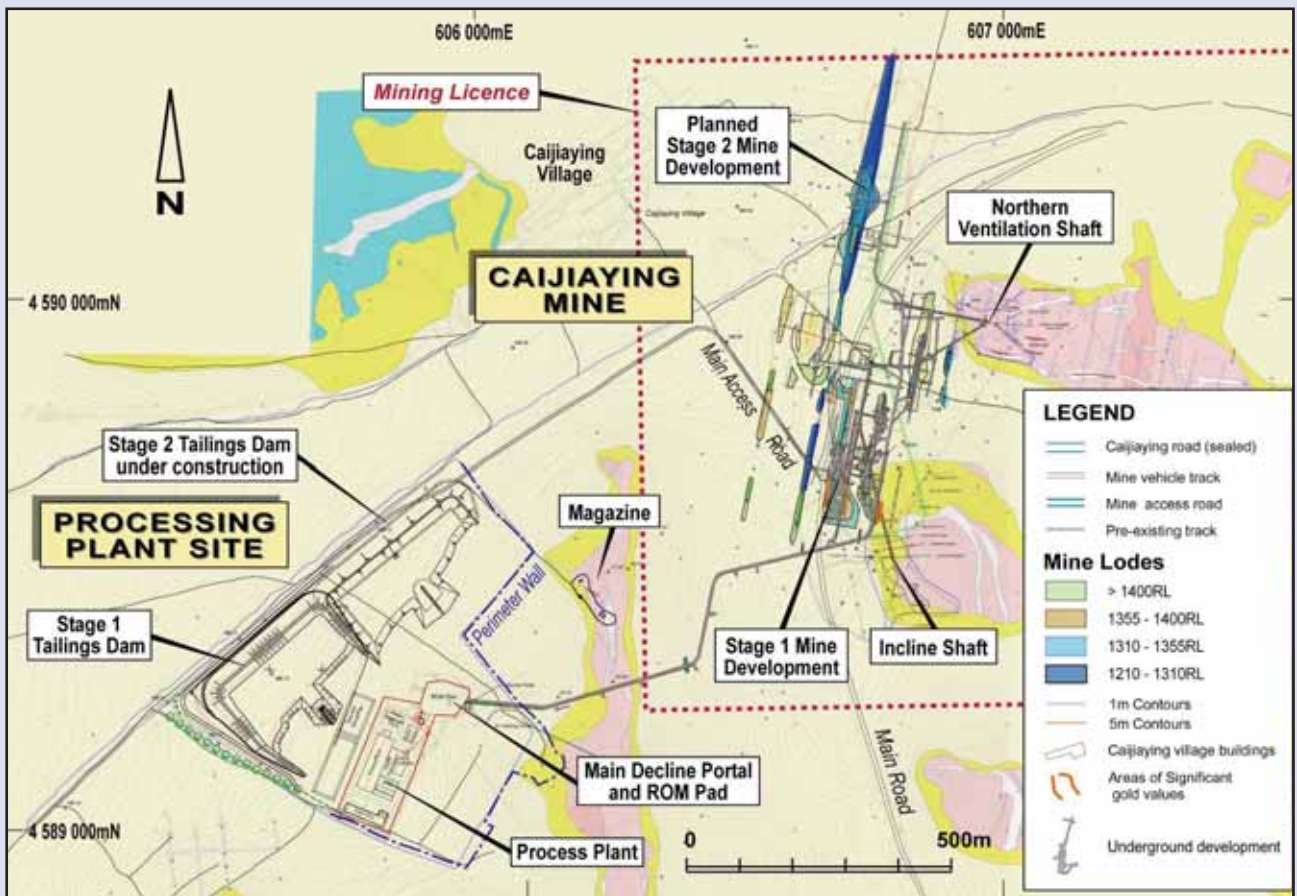 606 000mE
607 000mE
Mining Licence
N
Caijiaying
Village
Planned
Stage 2 Mine
Development
Northern
Ventilation Shaft
Caijiaying Village
4 590 000mN
CAIJIAYING
MINE
Main Access
Road
Stage 2 Tailings Dam
under construction
PROCESSING
PLANT SITE
Magazine
Perimeter Wall
Stage 1
Tailings Dam
Stage 1 Mine
Development
Incline Shaft
Main Decline Portal
and ROM Pad
Main Road
4 589 000mN
Process Plant
0
500m
LEGEND
Caijiaying road (sealed)
Mine vehicle track
Mine access road
Pre-existing track
Mine Lodes
> 1400RL
1355 - 1400RL
1310 - 1355RL
1210 - 1310RL
1m Contours
5m Contours
Caijiaying village buildings
Areas of Significant
gold values
Underground development